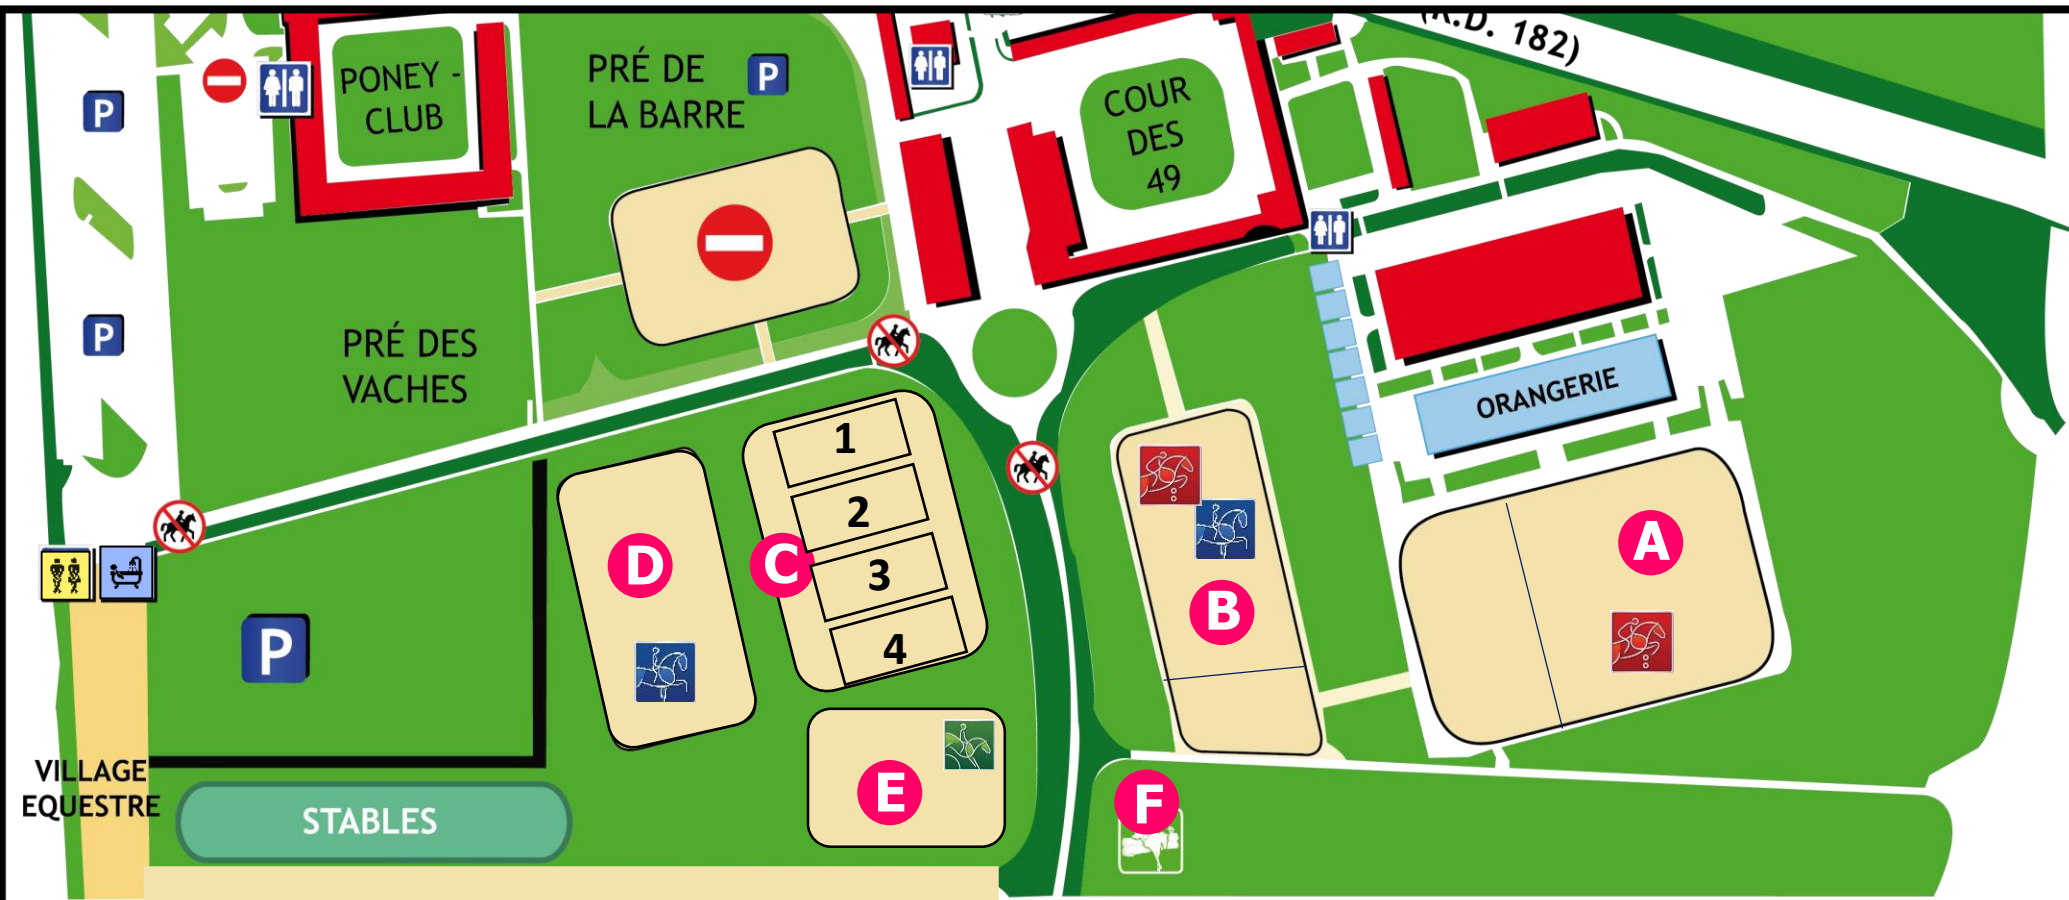 (R.D. 182)
PONEY -
CLUB
PRÉ DE
LA BARRE
P
P
COUR
DES
49
P
PRÉ DES
VACHES
ORANGERIE
1
2
3
4
D
C
B
A
P
E
F
VILLAGE
EQUESTRE
STABLES